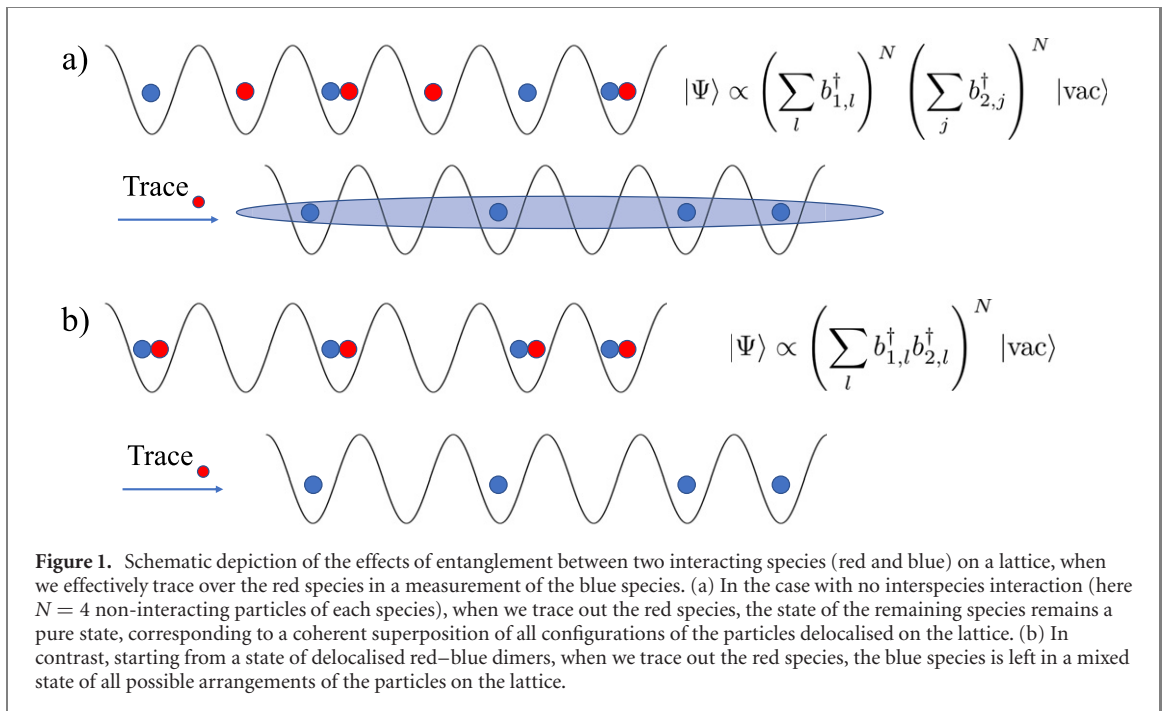 a)
|Ψ⟩ ∝ (∑_l b†_{1,l})^N (∑_j b†_{2,j})^N |vac⟩
Trace
b)
|Ψ⟩ ∝ (∑_l b†_{1,l} b†_{2,l})^N |vac⟩
Trace
Figure 1. Schematic depiction of the effects of entanglement between two interacting species (red and blue) on a lattice, when
we effectively trace over the red species in a measurement of the blue species. (a) In the case with no interspecies interaction (here
N = 4 non-interacting particles of each species), when we trace out the red species, the state of the remaining species remains a
pure state, corresponding to a coherent superposition of all configurations of the particles delocalised on the lattice. (b) In
contrast, starting from a state of delocalised red–blue dimers, when we trace out the red species, the blue species is left in a mixed
state of all possible arrangements of the particles on the lattice.